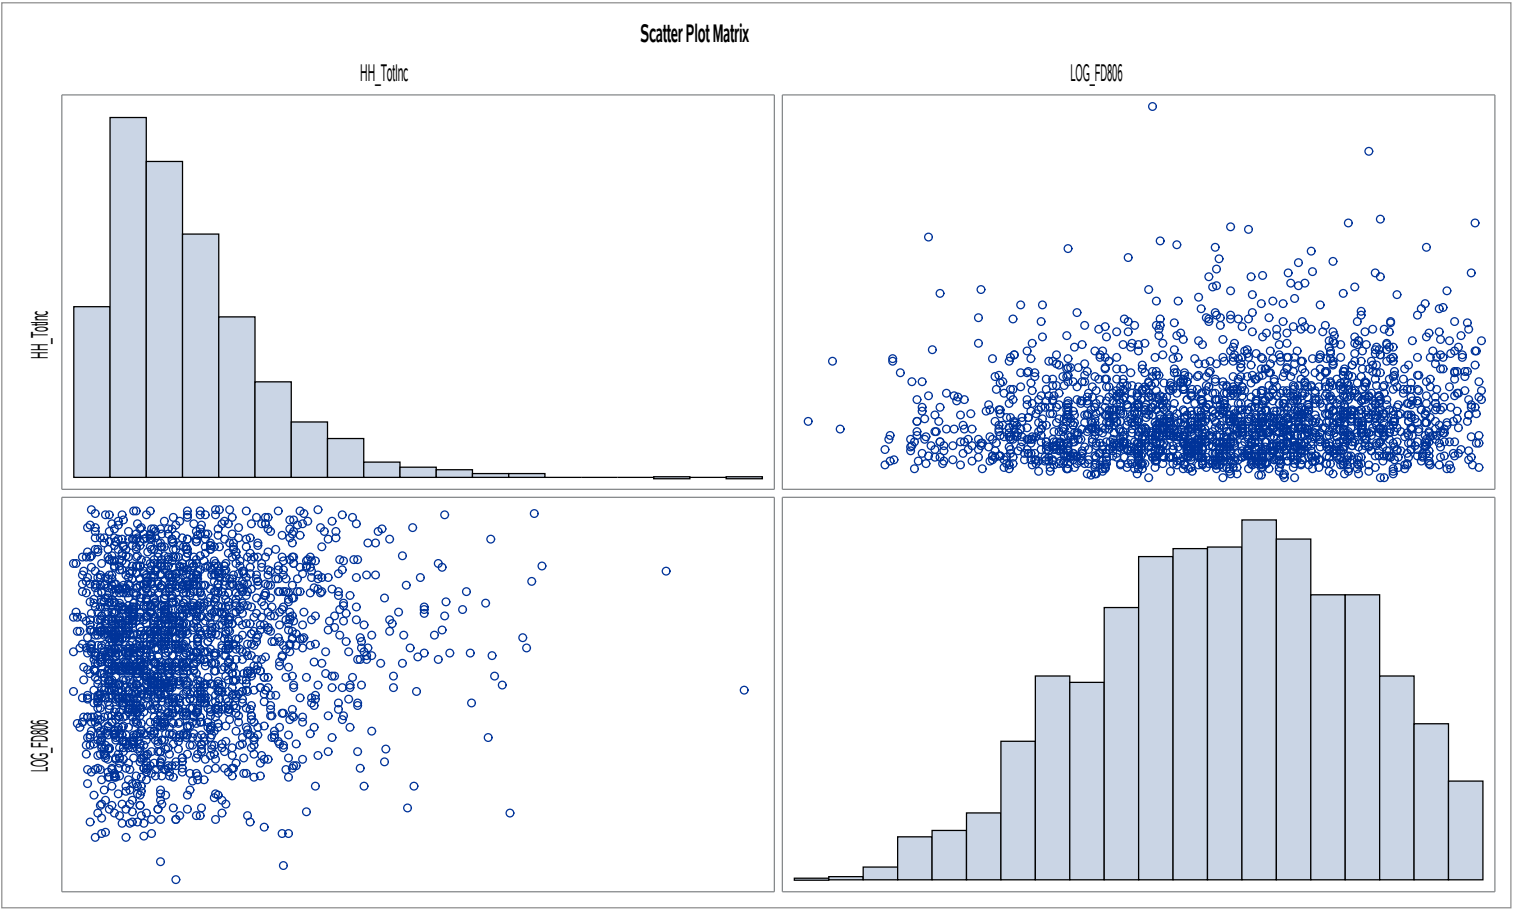 Scatter Plot Matrix
HH_TotInc
LOG_FD806
HH_TotInc
LOG_FD806